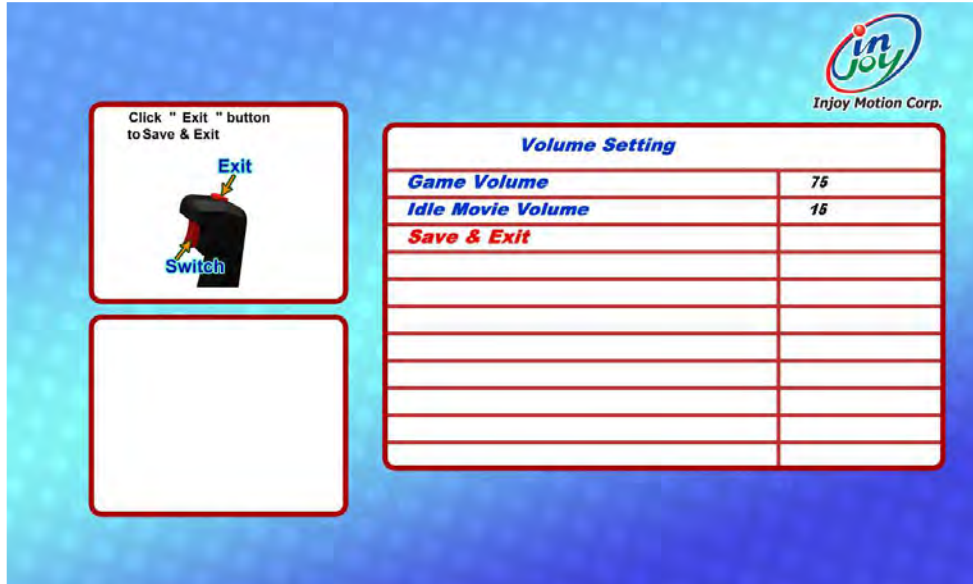 in
joy
Injoy Motion Corp.
Click " Exit " button
to Save & Exit
Exit
Switch
Volume Setting
Game Volume 75
Idle Movie Volume 15
Save & Exit